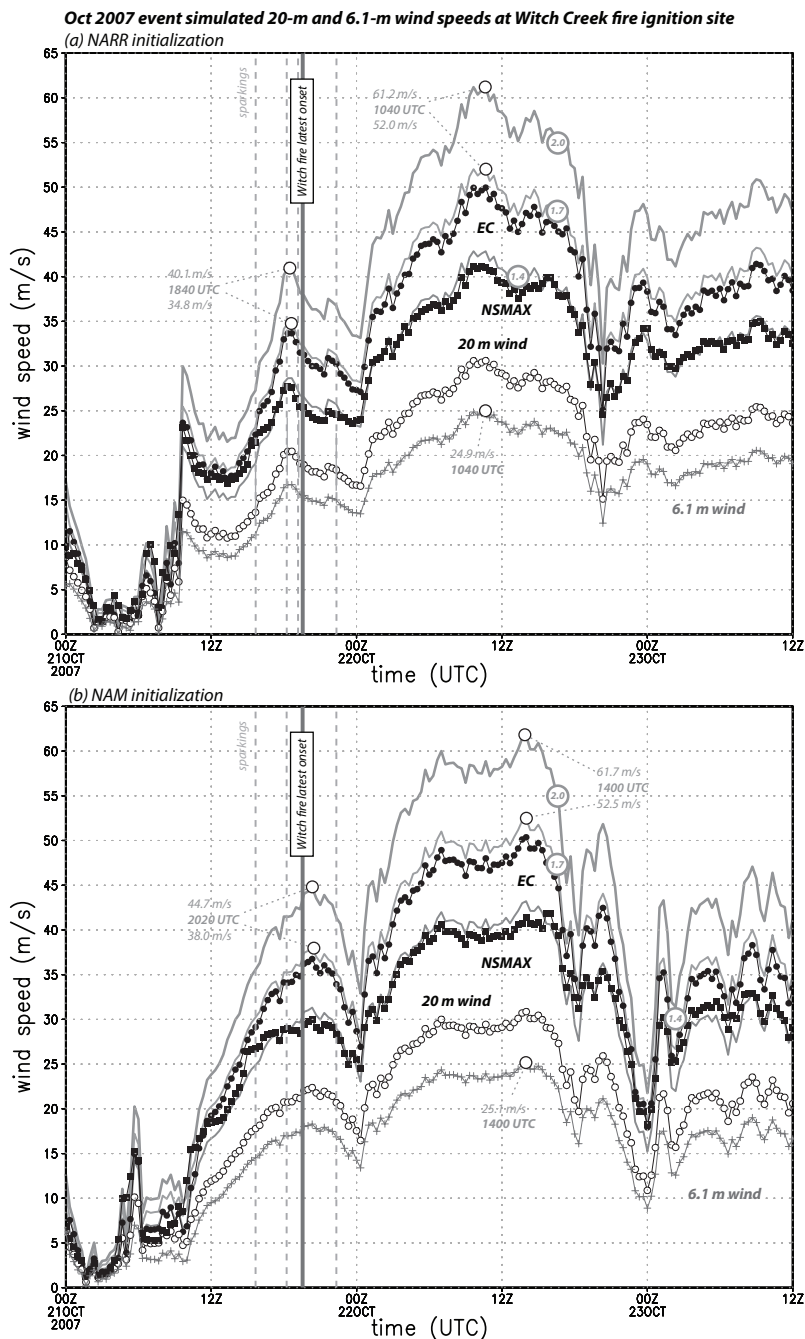 Oct 2007 event simulated 20-m and 6.1-m wind speeds at Witch Creek fire ignition site
(a) NARR initialization
65
60
55
50
45
40
35
30
25
20
15
10
5
0
wind speed (m/s)
sparkings
Witch fire latest onset
61.2 m/s
1040 UTC
52.0 m/s
2.0
1.7
EC
1.4
NSMAX
40.1 m/s
1840 UTC
34.8 m/s
20 m wind
24.9 m/s
1040 UTC
6.1 m wind
00Z
21OCT
2007
12Z
00Z
22OCT
12Z
00Z
23OCT
12Z
time (UTC)
(b) NAM initialization
65
60
55
50
45
40
35
30
25
20
15
10
5
0
wind speed (m/s)
sparkings
Witch fire latest onset
61.7 m/s
1400 UTC
52.5 m/s
2.0
1.7
EC
44.7 m/s
2020 UTC
38.0 m/s
NSMAX
1.4
20 m wind
25.1 m/s
1400 UTC
6.1 m wind
00Z
21OCT
2007
12Z
00Z
22OCT
12Z
00Z
23OCT
12Z
time (UTC)